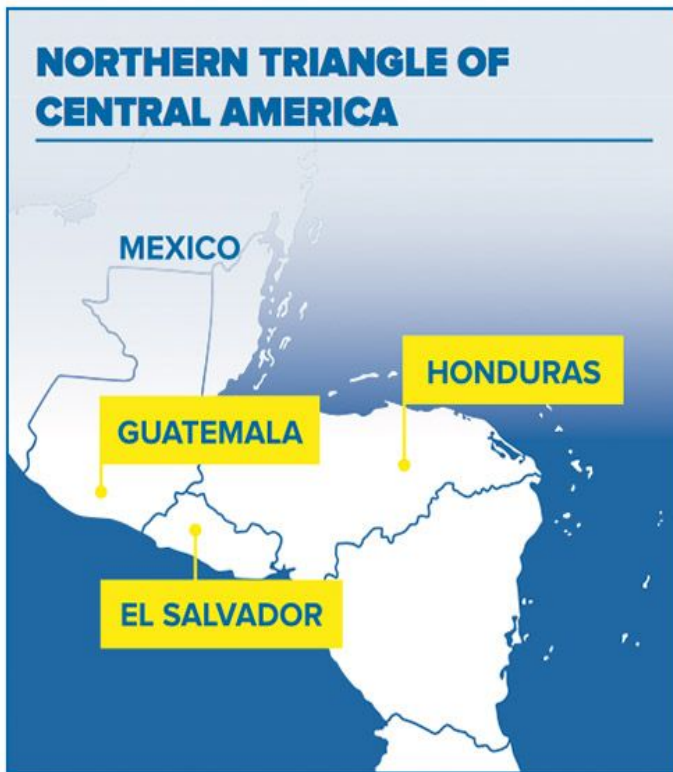 NORTHERN TRIANGLE OF
CENTRAL AMERICA
MEXICO
HONDURAS
GUATEMALA
EL SALVADOR